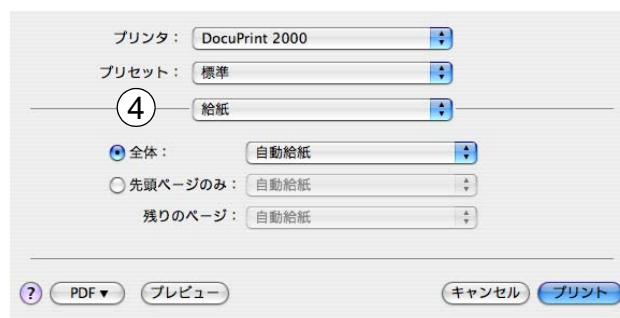 プリンタ： DocuPrint 2000
プリセット： 標準
④ 給紙
全体： 自動給紙
先頭ページのみ： 自動給紙
残りのページ： 自動給紙
? PDF▼ プレビュー キャンセル プリント